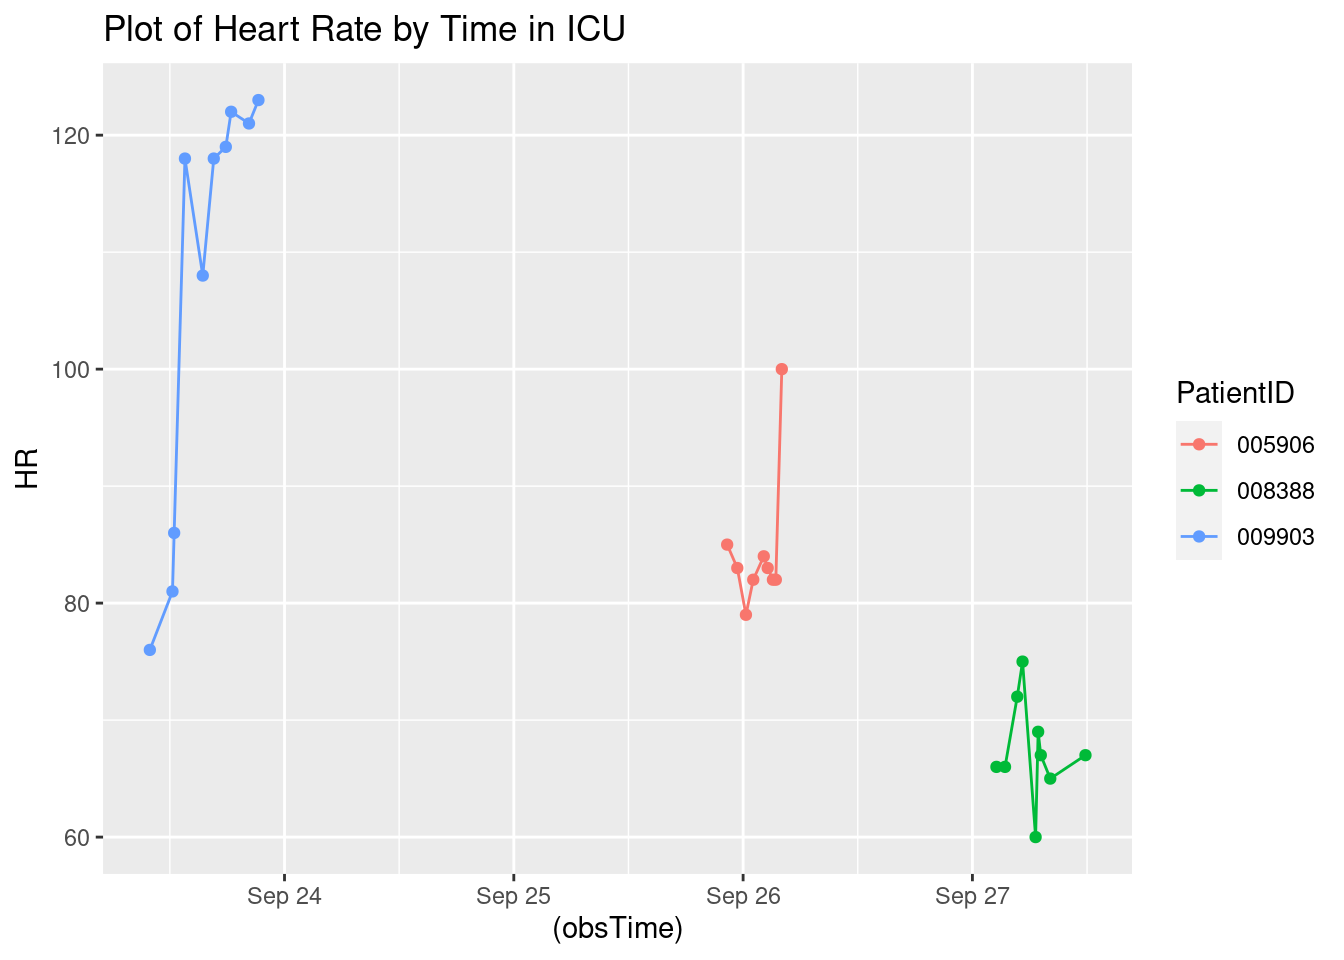 Plot of Heart Rate by Time in ICU
120
100
80
60
HR
Sep 24
Sep 25
Sep 26
Sep 27
(obsTime)
PatientID
005906
008388
009903